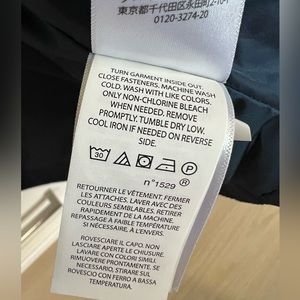 東京都千代田区永田町2-10-1
0120-3274-20
TURN GARMENT INSIDE OUT.
CLOSE FASTENERS. MACHINE WASH
COLD. WASH WITH LIKE COLORS.
ONLY NON-CHLORINE BLEACH
WHEN NEEDED. REMOVE
PROMPTLY. TUMBLE DRY LOW.
COOL IRON IF NEEDED ON REVERSE
SIDE.
30
n°1529 ®
RETOURNER LE VÊTEMENT. FERMER
LES ATTACHES. LAVER AVEC DES
COULEURS SEMBLABLES. RETIRER
RAPIDEMENT DE LA MACHINE.
REPASSAGE À FAIBLE TEMPÉRATURE
SI NÉCESSAIRE À L'ENVERS.
ROVESCIARE IL CAPO. NON
LASCIARE APERTE LE CHIUSURE.
LAVARE CON COLORI SIMILI.
RIMUOVERE PRONTAMENTE. SE
NECESSARIO, STIRARE SUL
ROVESCIO CON FERRO A BASSA
TEMPERATURA.